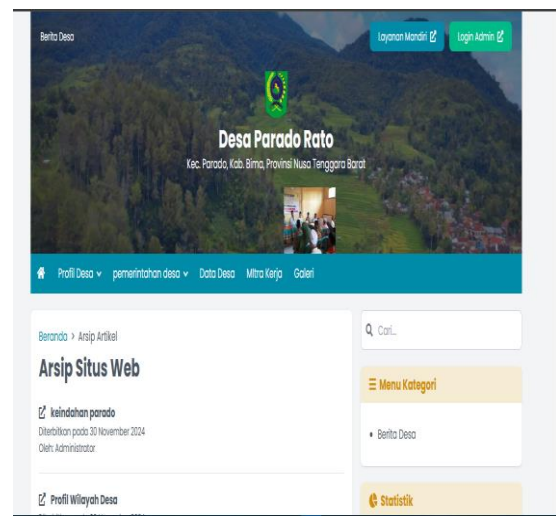 Berita Desa
Layanan Mandiri
Login Admin
Desa Parado Rato
Kec. Parado, Kab. Bima, Provinsi Nusa Tenggara Barat
Profil Desa
pemerintahan desa
Data Desa
Mitra Kerja
Galeri
Beranda > Arsip Artikel
Arsip Situs Web
keindahan parado
Diterbitkan pada 30 November 2024
Oleh: Administrator
Profil Wilayah Desa
Cari...
Menu Kategori
• Berita Desa
Statistik